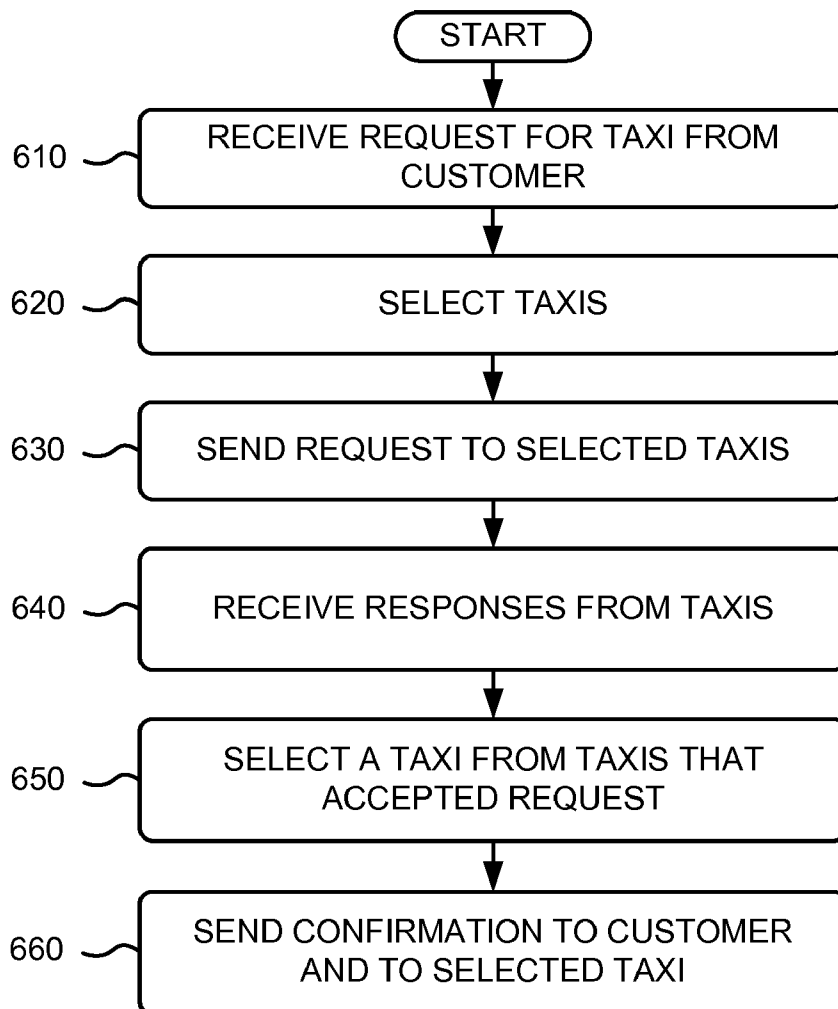 START
610
RECEIVE REQUEST FOR TAXI FROM
CUSTOMER
620
SELECT TAXIS
630
SEND REQUEST TO SELECTED TAXIS
640
RECEIVE RESPONSES FROM TAXIS
650
SELECT A TAXI FROM TAXIS THAT
ACCEPTED REQUEST
660
SEND CONFIRMATION TO CUSTOMER
AND TO SELECTED TAXI